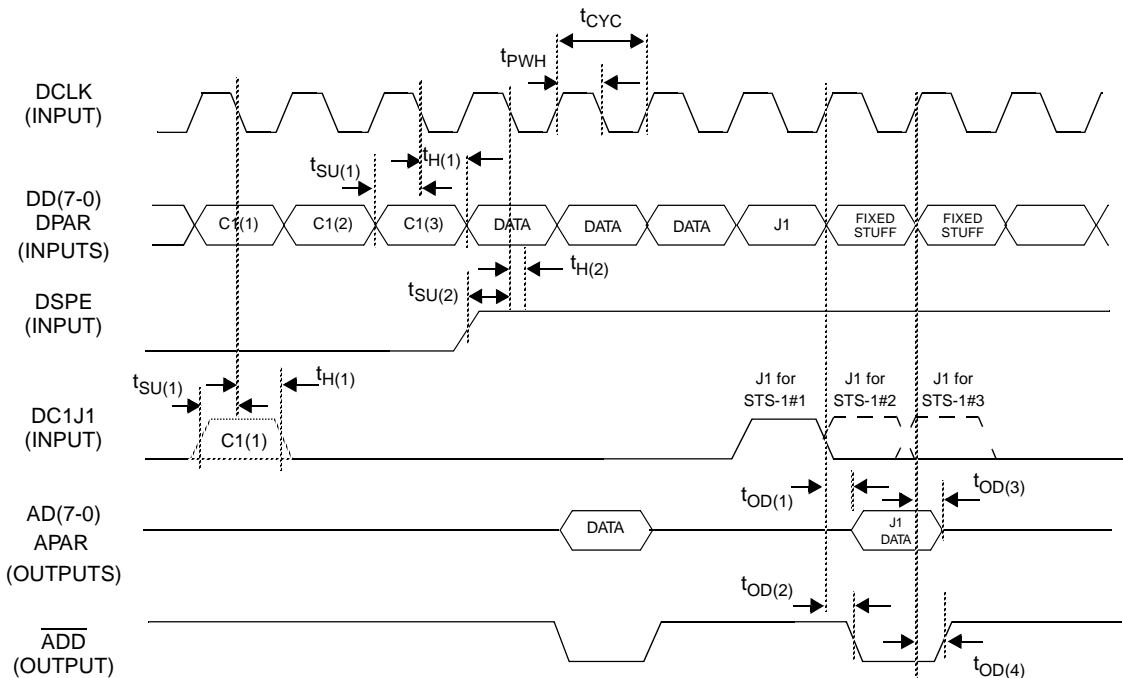 tCYC
tPWH
DCLK
(INPUT)
tSU(1)
tH(1)
DD(7-0)
DPAR
(INPUTS)
C1(1)
C1(2)
C1(3)
DATA
DATA
DATA
J1
FIXED
STUFF
FIXED
STUFF
tH(2)
tSU(2)
DSPE
(INPUT)
tSU(1)
tH(1)
DC1J1
(INPUT)
C1(1)
J1 for
STS-1#1
J1 for
STS-1#2
J1 for
STS-1#3
tOD(1)
tOD(3)
AD(7-0)
APAR
(OUTPUTS)
DATA
J1
DATA
tOD(2)
ADD
(OUTPUT)
tOD(4)